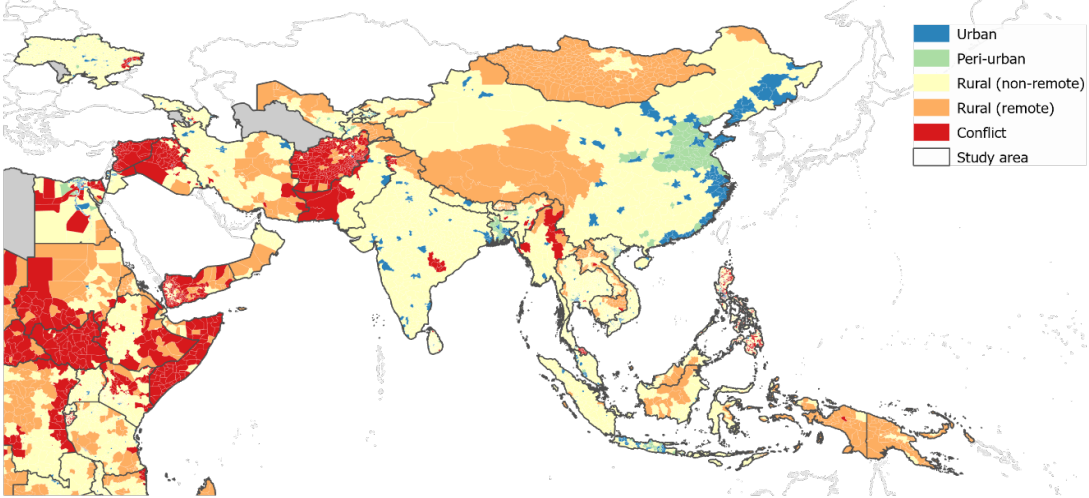 Urban
Peri-urban
Rural (non-remote)
Rural (remote)
Conflict
Study area